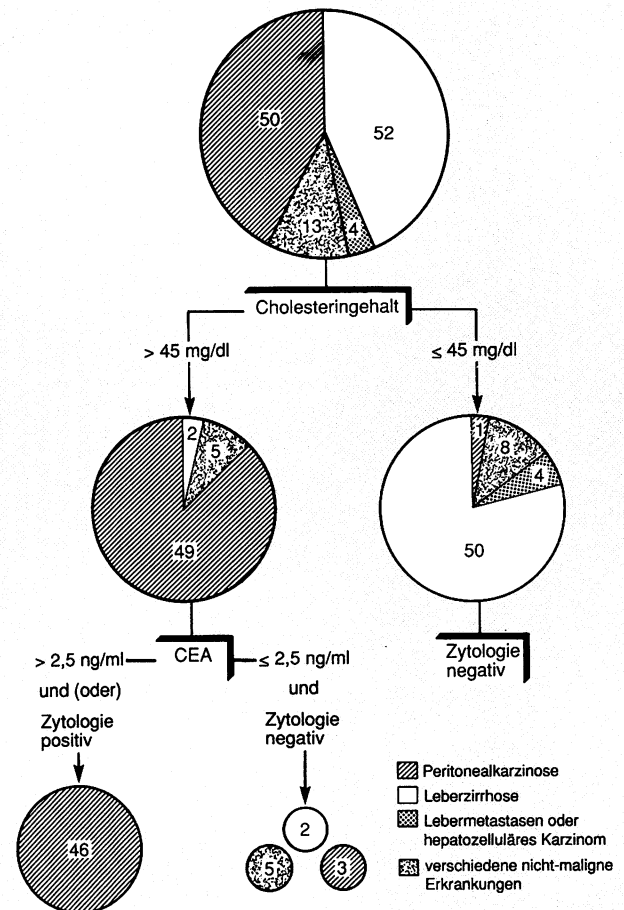 50
52
13
4
Cholesteringehalt
> 45 mg/dl
≤ 45 mg/dl
2
5
49
1
8
4
50
CEA
> 2,5 ng/ml
und (oder)
Zytologie
positiv
≤ 2,5 ng/ml
und
Zytologie
negativ
Zytologie
negativ
46
2
5
3
Peritonealkarzinose
Leberzirrhose
Lebermetastasen oder
hepatozelluläres Karzinom
verschiedene nicht-maligne
Erkrankungen